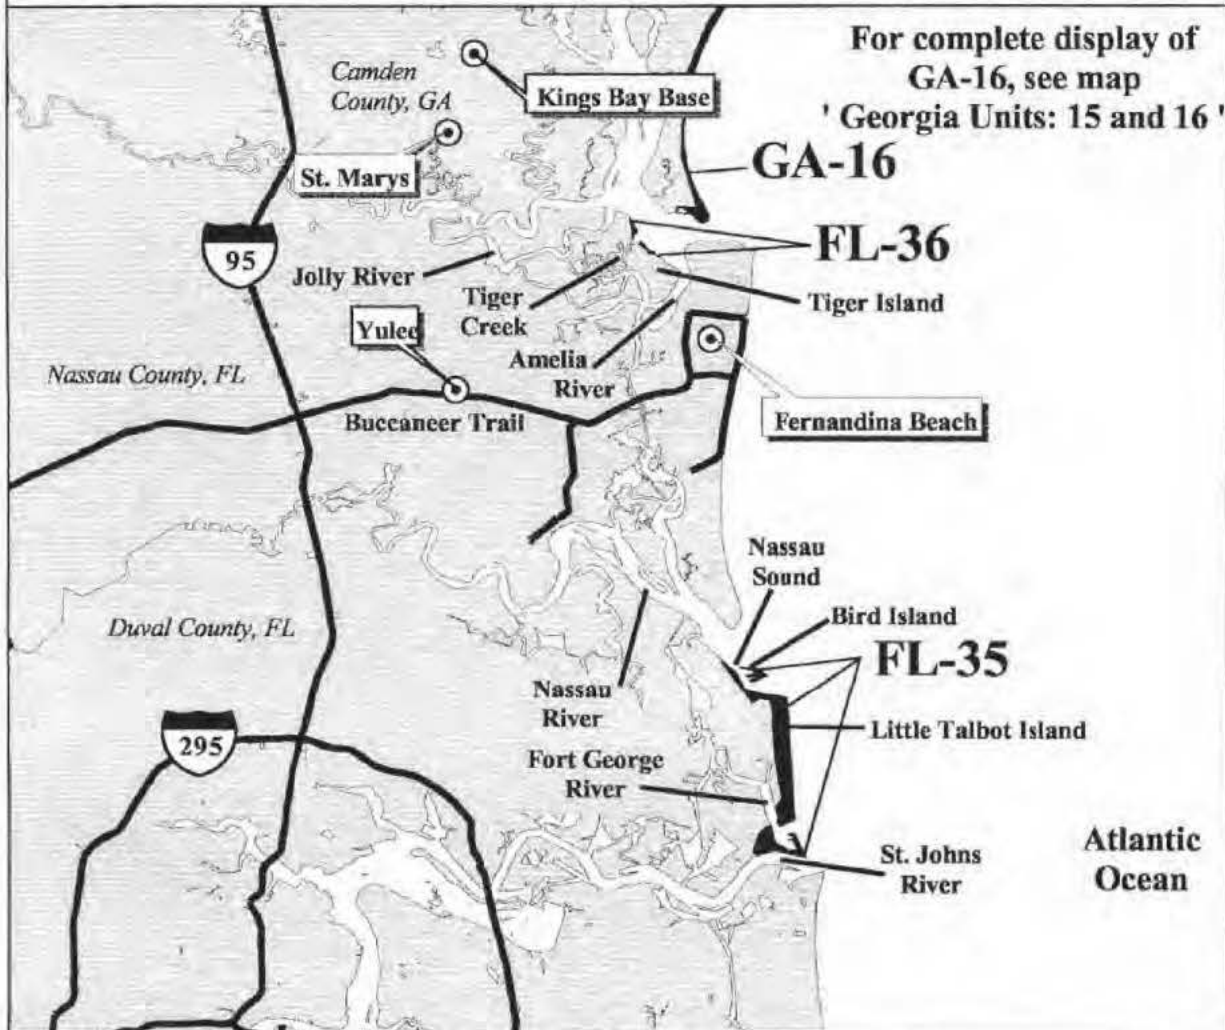 For complete display of
GA-16, see map
' Georgia Units: 15 and 16 '
Camden
County, GA
Kings Bay Base
St. Marys
GA-16
FL-36
95
Jolly River
Tiger
Creek
Tiger Island
Yulee
Amelia
River
Nassau County, FL
Buccaneer Trail
Fernandina Beach
Nassau
Sound
Bird Island
Duval County, FL
FL-35
Nassau
River
Little Talbot Island
295
Fort George
River
St. Johns
River
Atlantic
Ocean